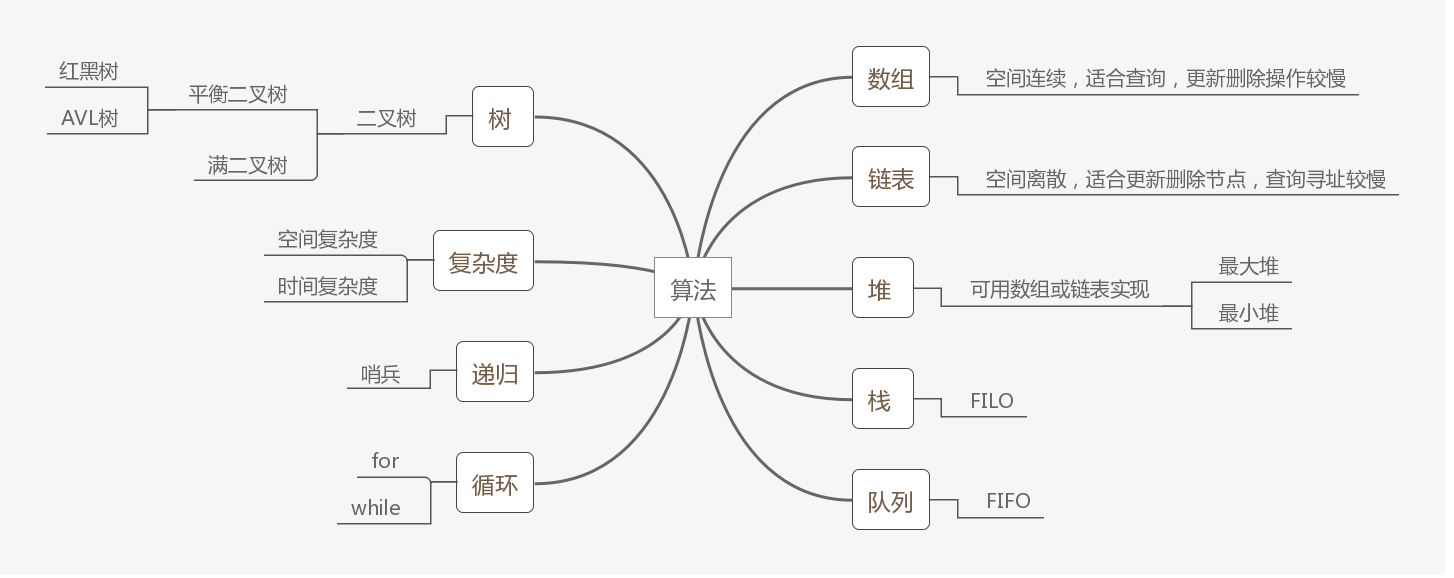 算法
数组
空间连续，适合查询，更新删除操作较慢
链表
空间离散，适合更新删除节点，查询寻址较慢
堆
可用数组或链表实现
最大堆
最小堆
栈
FILO
队列
FIFO
树
二叉树
平衡二叉树
红黑树
AVL树
满二叉树
复杂度
空间复杂度
时间复杂度
递归
哨兵
循环
for
while